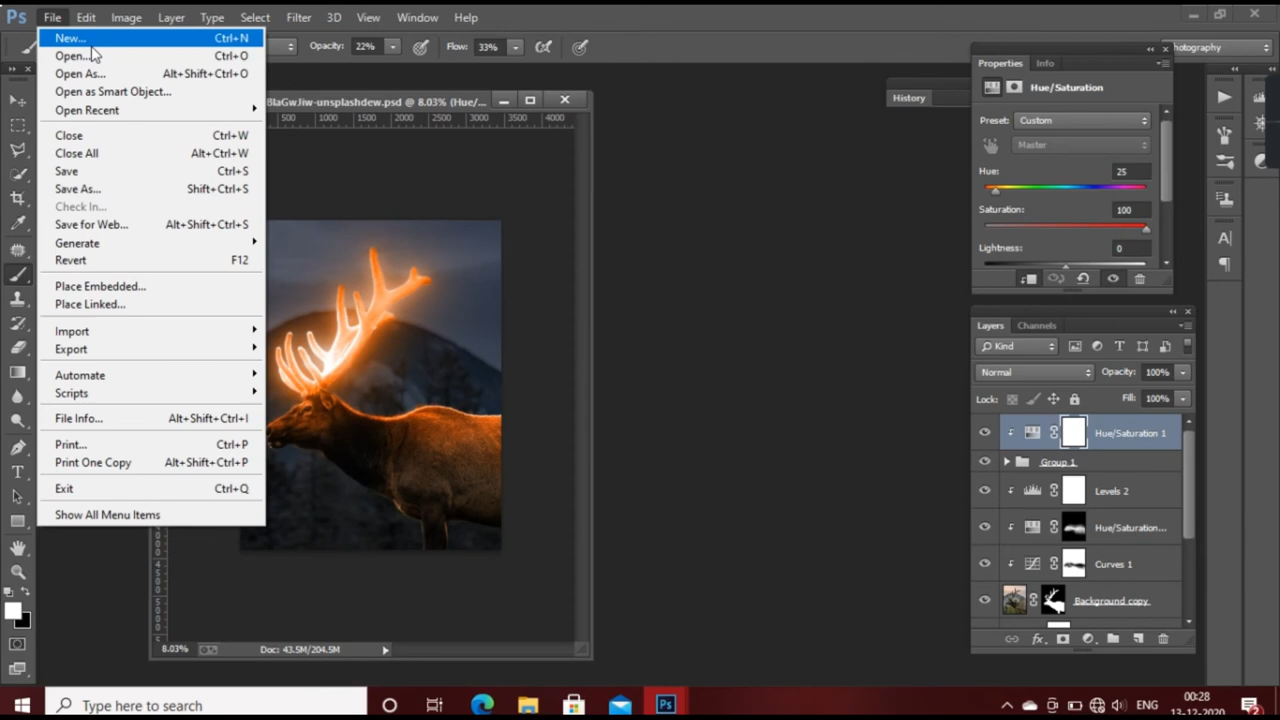 Ps File Edit Image Layer Type Select Filter 3D View Window Help
Opacity: 22% Flow: 33%
New... Ctrl+N
Open... Ctrl+O
Open As... Alt+Shift+Ctrl+O
Open as Smart Object...
Open Recent
Close Ctrl+W
Close All Alt+Ctrl+W
Save Ctrl+S
Save As... Shift+Ctrl+S
Check In...
Save for Web... Alt+Shift+Ctrl+S
Generate
Revert F12
Place Embedded...
Place Linked...
Import
Export
Automate
Scripts
File Info... Alt+Shift+Ctrl+I
Print... Ctrl+P
Print One Copy Alt+Shift+Ctrl+P
Exit Ctrl+Q
Show All Menu Items
-unsplashdew.psd @ 8.03% (Hue/...
500 1000 1500 2000 2500 3000 3500 4000
8.03% Doc: 43.5M/204.5M
History
hotography
Properties Info
Hue/Saturation
Preset: Custom
Master
Hue: 25
Saturation: 100
Lightness: 0
Layers Channels
Kind
Normal Opacity: 100%
Lock: Fill: 100%
Hue/Saturation 1
Group 1
Levels 2
Hue/Saturation...
Curves 1
Background copy
Type here to search
Ps
ENG
00:28
13-12-2020
2